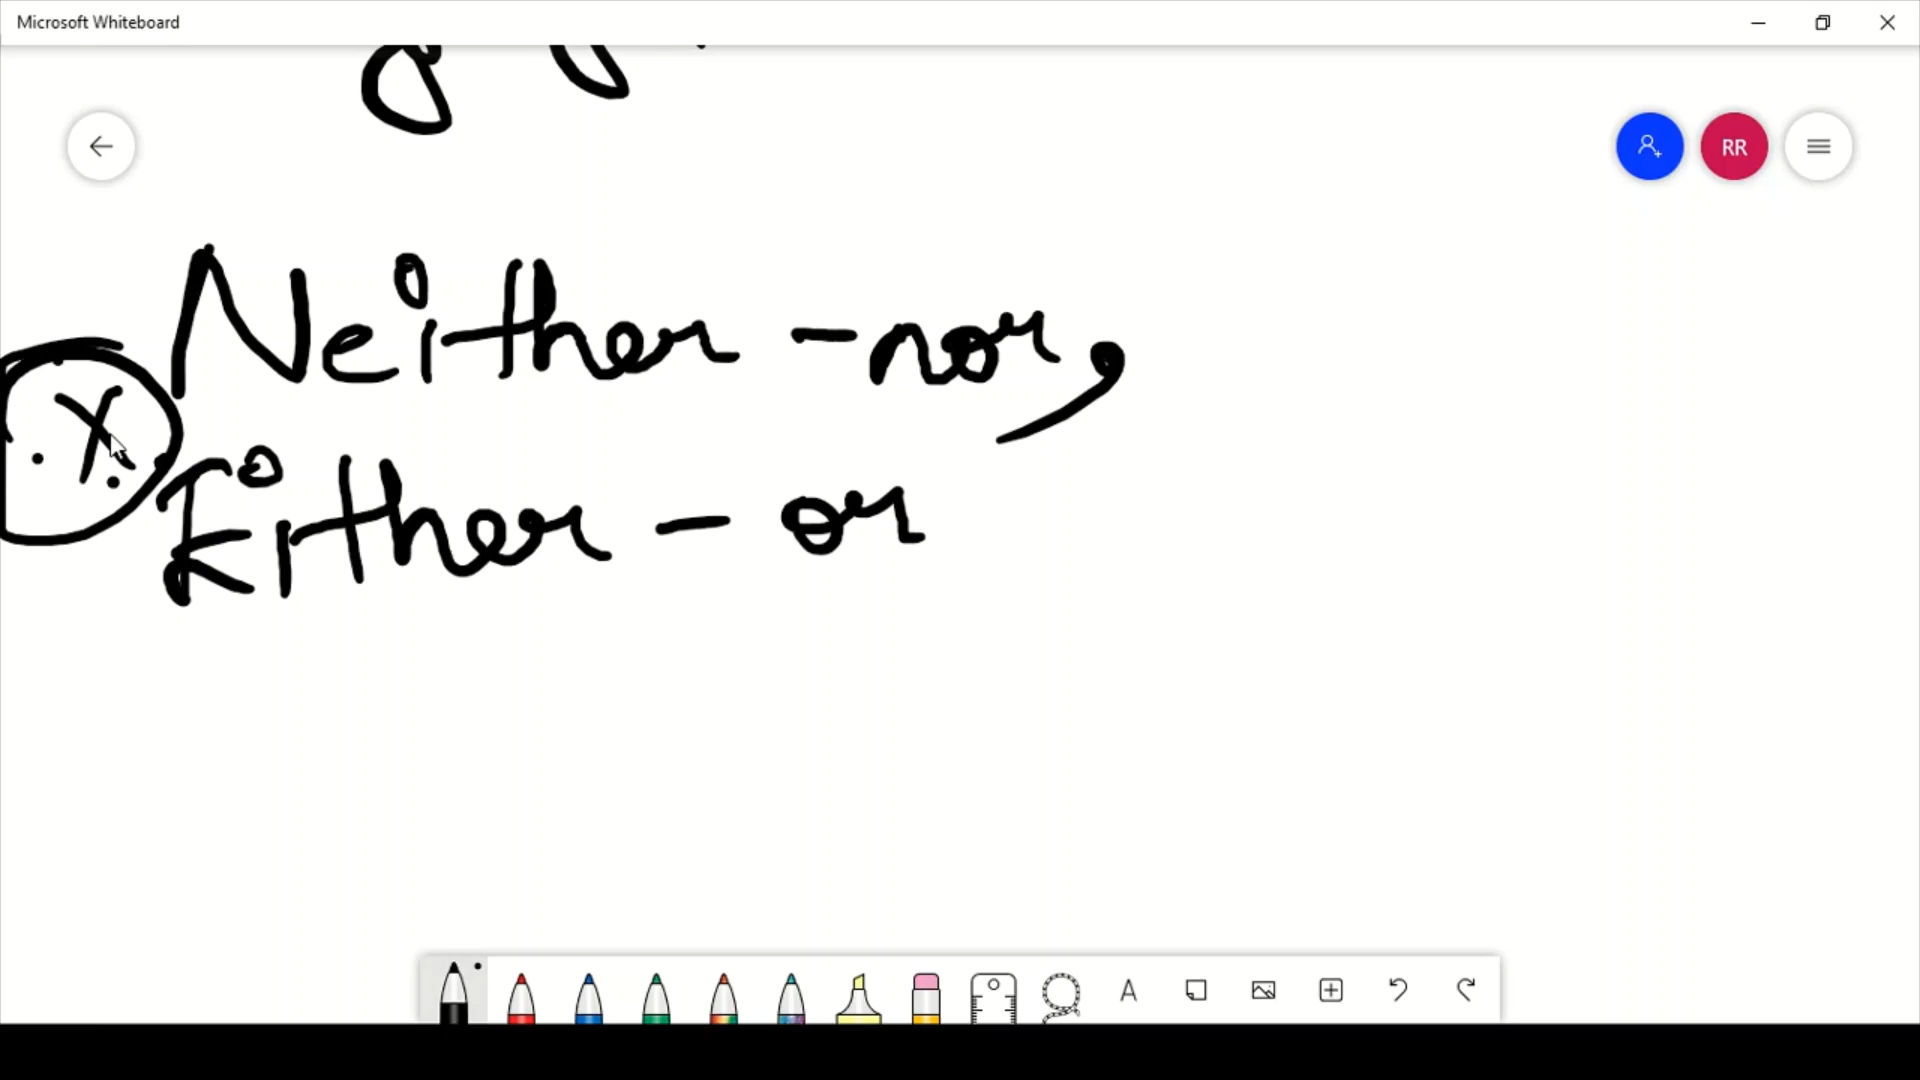 Microsoft Whiteboard
RR
Neither - nor,
X
Either - or